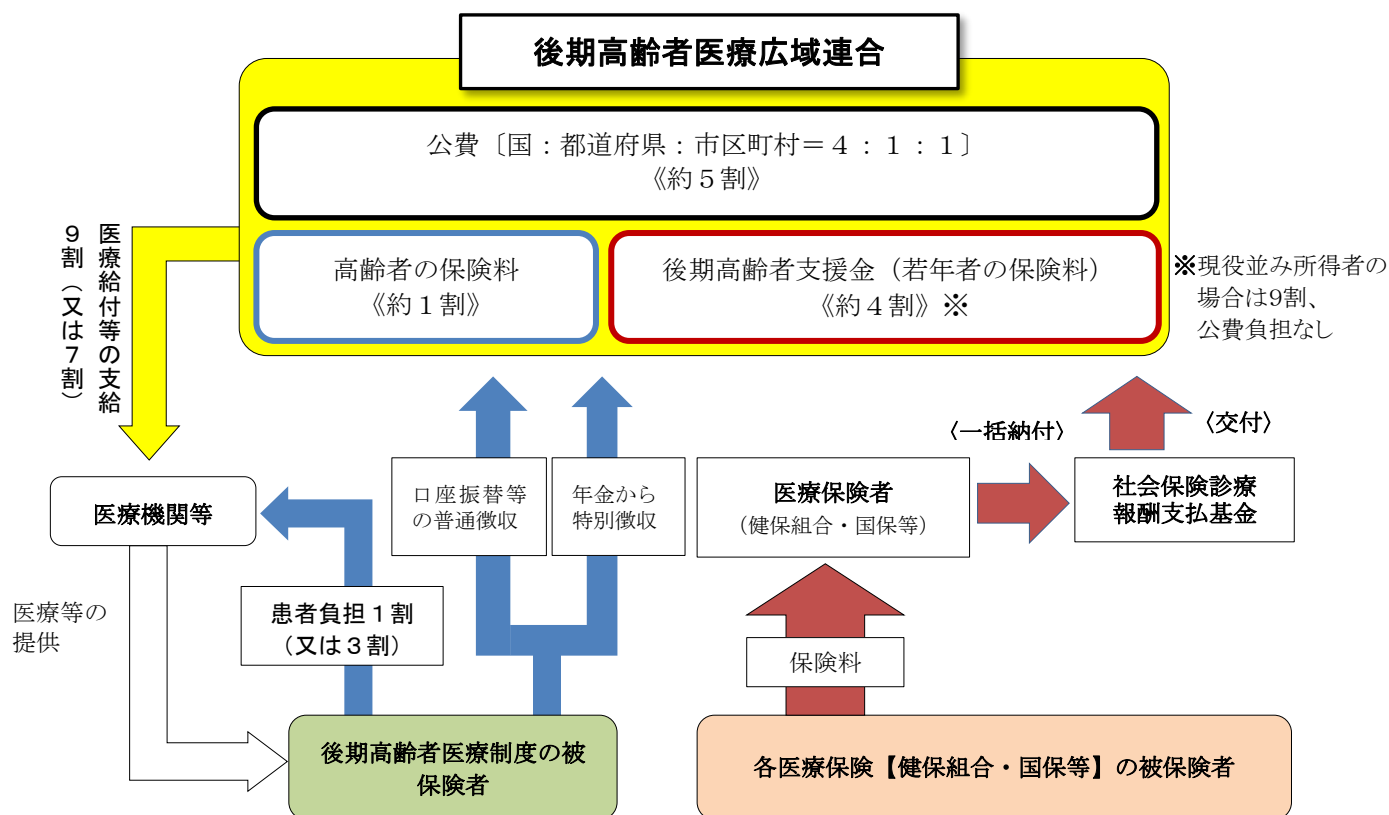 後期高齢者医療広域連合
公費〔国：都道府県：市区町村＝４：１：１〕
《約５割》
高齢者の保険料
《約１割》
後期高齢者支援金（若年者の保険料）
《約４割》※
※現役並み所得者の
場合は9割、
公費負担なし
医療給付等の支給
９割（又は７割）
〈一括納付〉
〈交付〉
医療機関等
口座振替等
の普通徴収
年金から
特別徴収
医療保険者
（健保組合・国保等）
社会保険診療
報酬支払基金
医療等の
提供
患者負担１割
（又は３割）
保険料
後期高齢者医療制度の被
保険者
各医療保険【健保組合・国保等】の被保険者